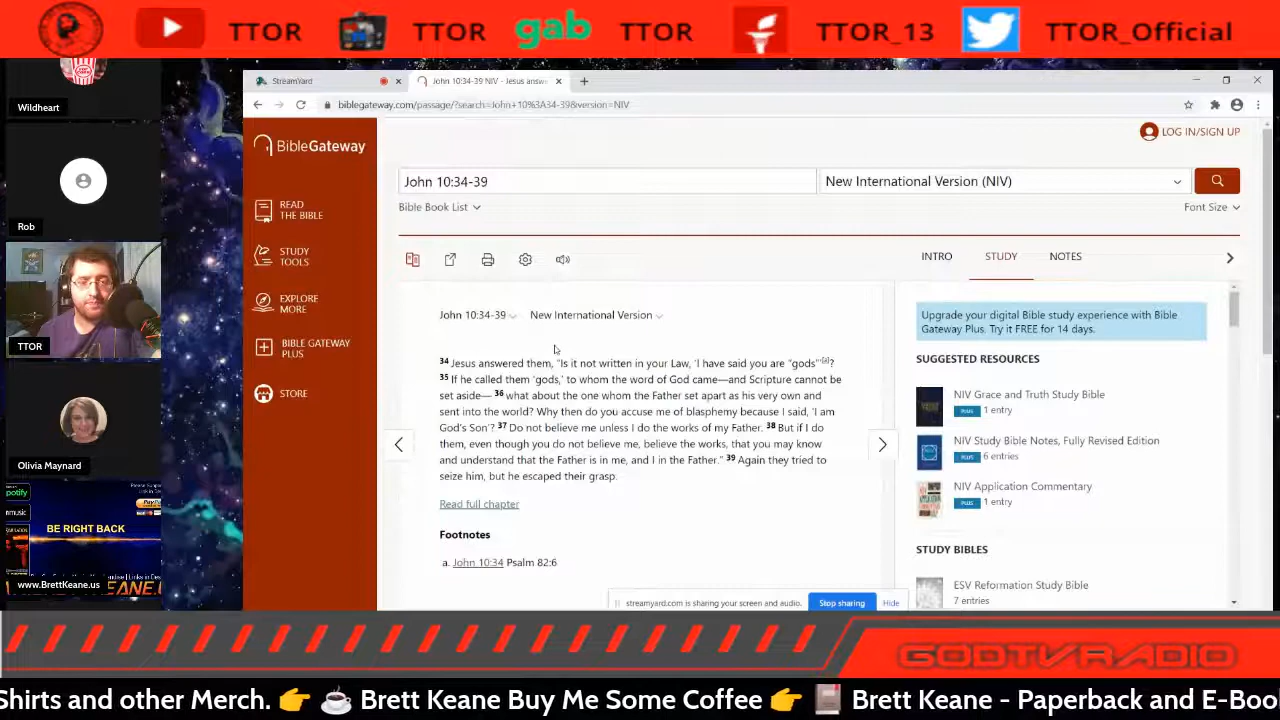 TTOR
TTOR
gab
TTOR
TTOR_13
TTOR_Official
Wildheart
Rob
TTOR
Olivia Maynard
BE RIGHT BACK
www.BrettKeane.us
StreamYard
John 10:34-39 NIV - Jesus answ
biblegateway.com/passage/?search=John+10%3A34-39&version=NIV
BibleGateway
LOG IN/SIGN UP
John 10:34-39
New International Version (NIV)
Bible Book List
Font Size
READ
THE BIBLE
STUDY
TOOLS
EXPLORE
MORE
BIBLE GATEWAY
PLUS
STORE
INTRO
STUDY
NOTES
John 10:34-39
New International Version
34 Jesus answered them, “Is it not written in your Law, ‘I have said you are “gods”’[a]?
35 If he called them ‘gods,’ to whom the word of God came—and Scripture cannot be
set aside— 36 what about the one whom the Father set apart as his very own and
sent into the world? Why then do you accuse me of blasphemy because I said, ‘I am
God’s Son’? 37 Do not believe me unless I do the works of my Father. 38 But if I do
them, even though you do not believe me, believe the works, that you may know
and understand that the Father is in me, and I in the Father.” 39 Again they tried to
seize him, but he escaped their grasp.
Read full chapter
Footnotes
a. John 10:34 Psalm 82:6
Upgrade your digital Bible study experience with Bible
Gateway Plus. Try it FREE for 14 days.
SUGGESTED RESOURCES
NIV Grace and Truth Study Bible
PLUS 1 entry
NIV Study Bible Notes, Fully Revised Edition
PLUS 6 entries
NIV Application Commentary
PLUS 1 entry
STUDY BIBLES
ESV Reformation Study Bible
7 entries
streamyard.com is sharing your screen and audio.
Stop sharing
Hide
GODTVRADIO
Shirts and other Merch. 👉 ☕ Brett Keane Buy Me Some Coffee 👉 📕 Brett Keane - Paperback and E-Boo